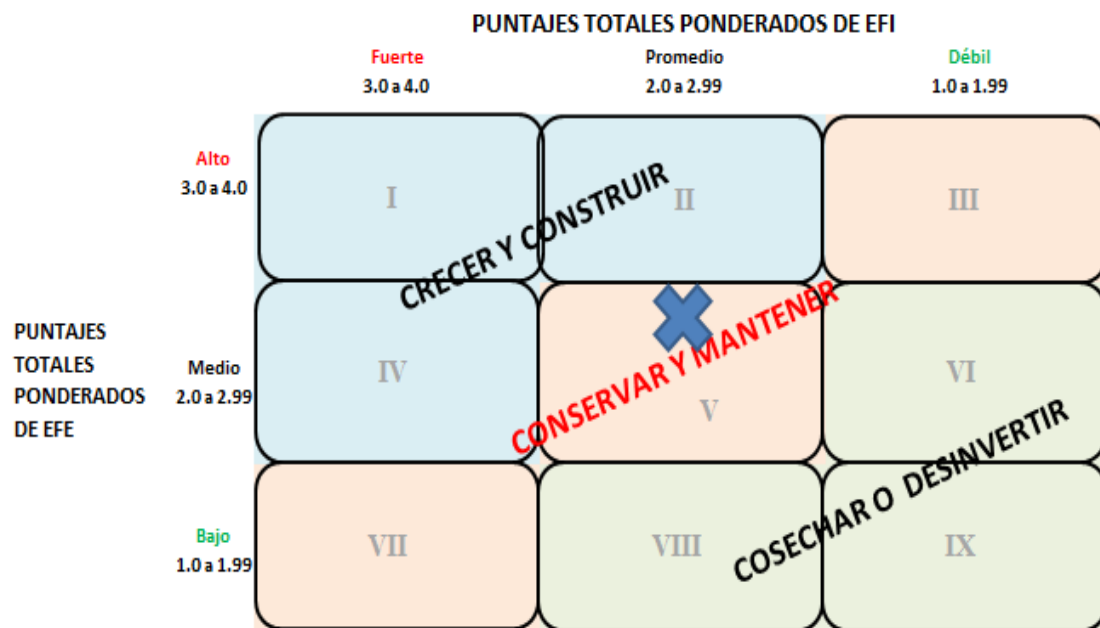 PUNTAJES TOTALES PONDERADOS DE EFI
Fuerte
3.0 a 4.0
Promedio
2.0 a 2.99
Débil
1.0 a 1.99
Alto
3.0 a 4.0
I
II
III
CRECER Y CONSTRUIR
PUNTAJES
TOTALES
PONDERADOS
DE EFE
Medio
2.0 a 2.99
IV
CONSERVAR Y MANTENER
V
VI
Bajo
1.0 a 1.99
VII
VIII
COSECHAR O DESINVERTIR
IX